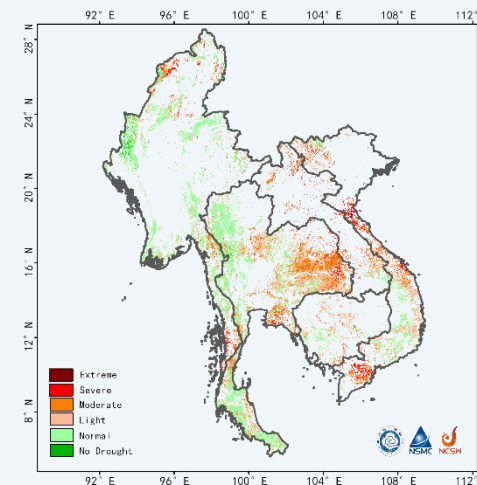 92° E 96° E 100° E 104° E 108° E 112°
28° N
24° N
20° N
16° N
12° N
8° N
Extreme
Severe
Moderate
Light
Normal
No Drought
NSMC NCSW
92° E 96° E 100° E 104° E 108° E 112°